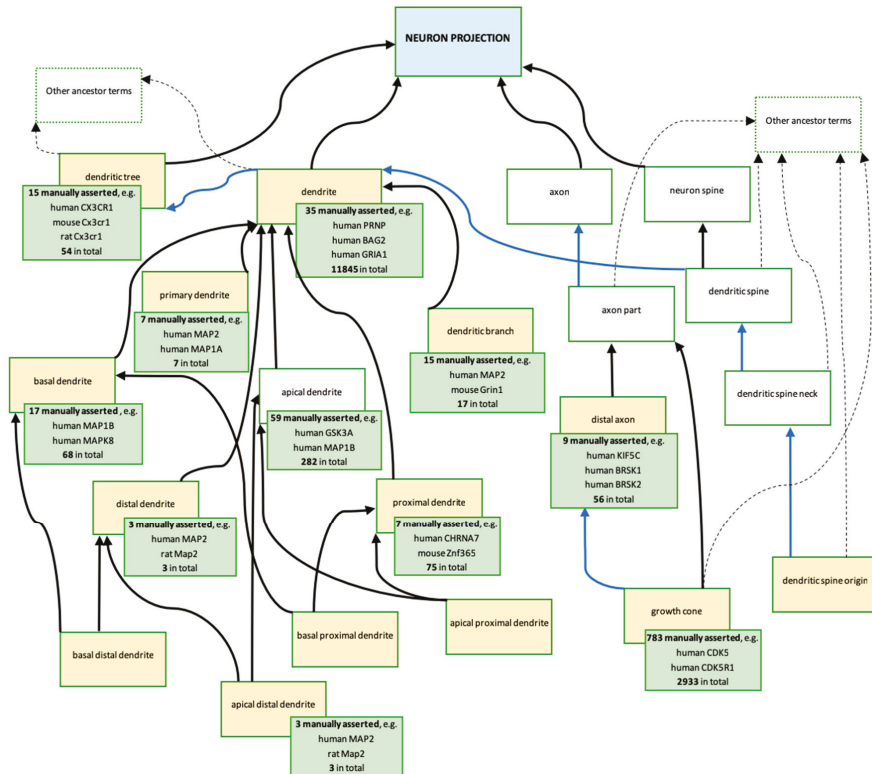 NEURON PROJECTION
Other ancestor terms
Other ancestor terms
dendritic tree
15 manually asserted, e.g.
human CX3CR1
mouse Cx3cr1
rat Cx3cr1
54 in total
dendrite
35 manually asserted, e.g.
human PRNP
human BAG2
human GRIA1
11845 in total
axon
neuron spine
primary dendrite
7 manually asserted, e.g.
human MAP2
human MAP1A
7 in total
dendritic spine
axon part
dendritic branch
15 manually asserted, e.g.
human MAP2
mouse Grin1
17 in total
basal dendrite
17 manually asserted, e.g.
human MAP1B
human MAPK8
68 in total
apical dendrite
59 manually asserted, e.g.
human GSK3A
human MAP1B
282 in total
dendritic spine neck
distal axon
9 manually asserted, e.g.
human KIF5C
human BRSK1
human BRSK2
56 in total
distal dendrite
3 manually asserted, e.g.
human MAP2
rat Map2
3 in total
proximal dendrite
7 manually asserted, e.g.
human CHRNA7
mouse Znf365
75 in total
dendritic spine origin
growth cone
783 manually asserted, e.g.
human CDK5
human CDK5R1
2933 in total
basal distal dendrite
basal proximal dendrite
apical proximal dendrite
apical distal dendrite
3 manually asserted, e.g.
human MAP2
rat Map2
3 in total